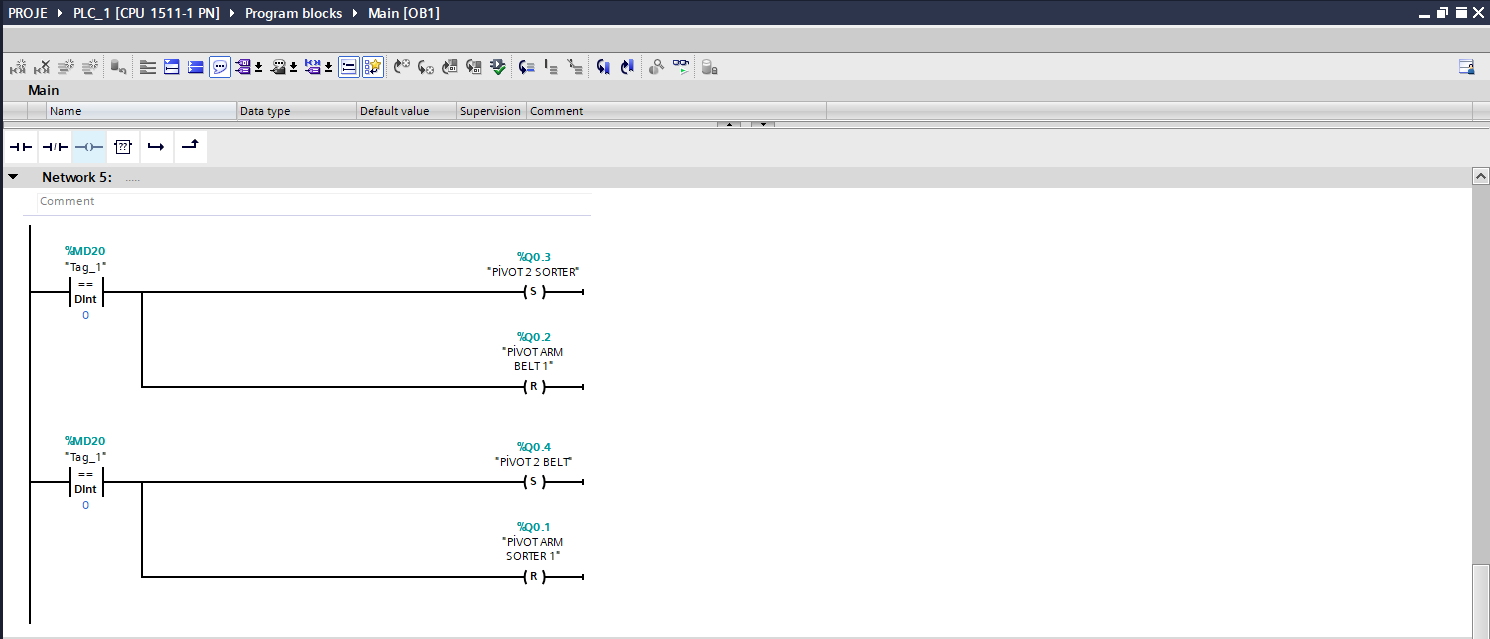 PROJE ▸ PLC_1 [CPU 1511-1 PN] ▸ Program blocks ▸ Main [OB1]
Main
Name Data type Default value Supervision Comment
??
Network 5: .....
Comment
%MD20
"Tag_1"
==
DInt
0
%Q0.3
"PİVOT 2 SORTER"
S
%Q0.2
"PİVOT ARM
BELT 1"
R
%MD20
"Tag_1"
==
DInt
0
%Q0.4
"PİVOT 2 BELT"
S
%Q0.1
"PİVOT ARM
SORTER 1"
R